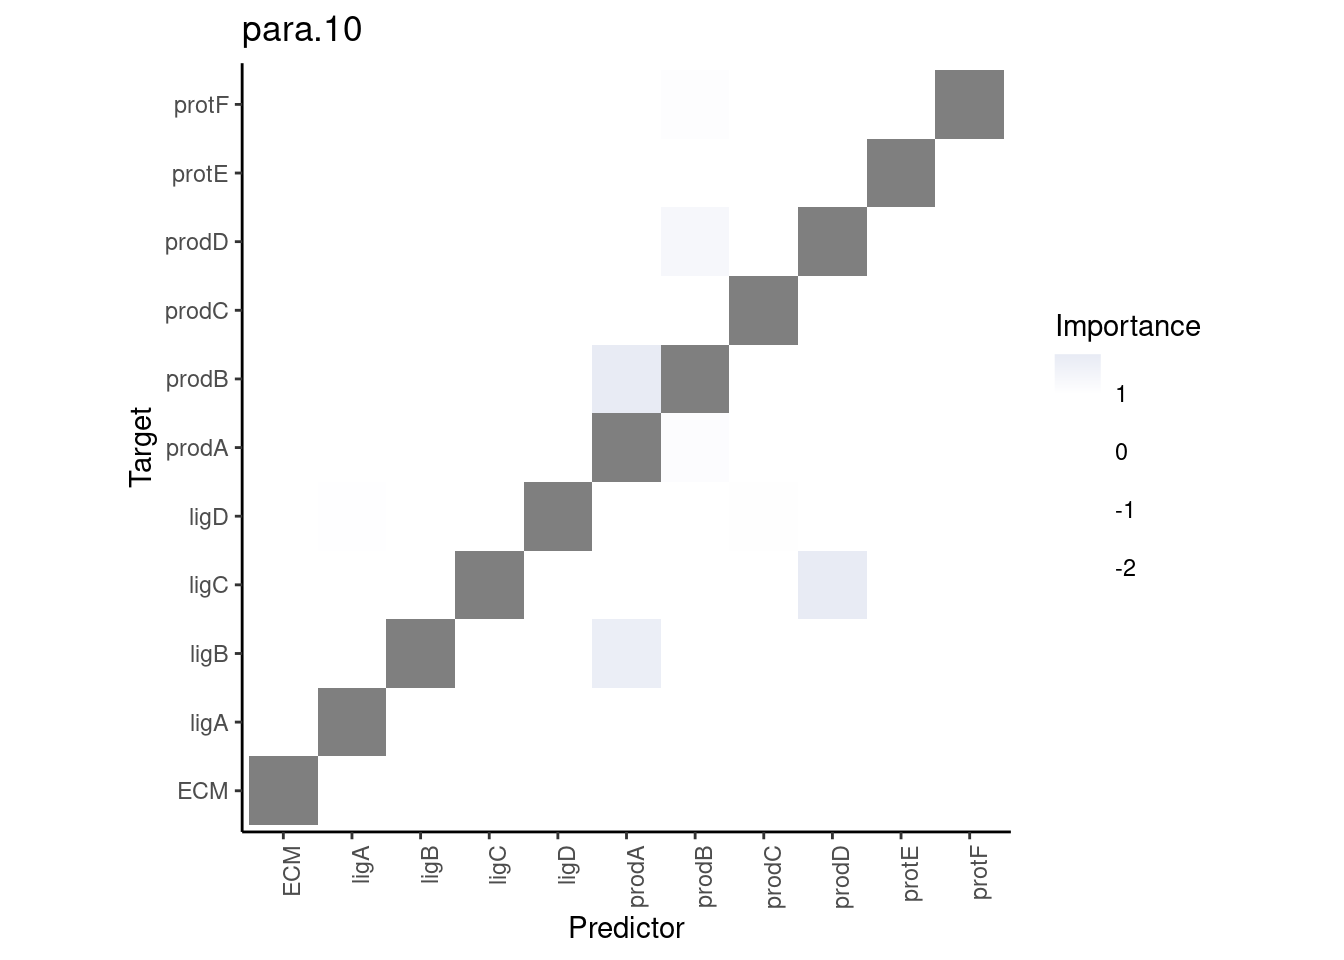 para.10
protF
protE
prodD
prodC
prodB
prodA
ligD
ligC
ligB
ligA
ECM
Target
ECM
ligA
ligB
ligC
ligD
prodA
prodB
prodC
prodD
protE
protF
Predictor
Importance
1
0
-1
-2